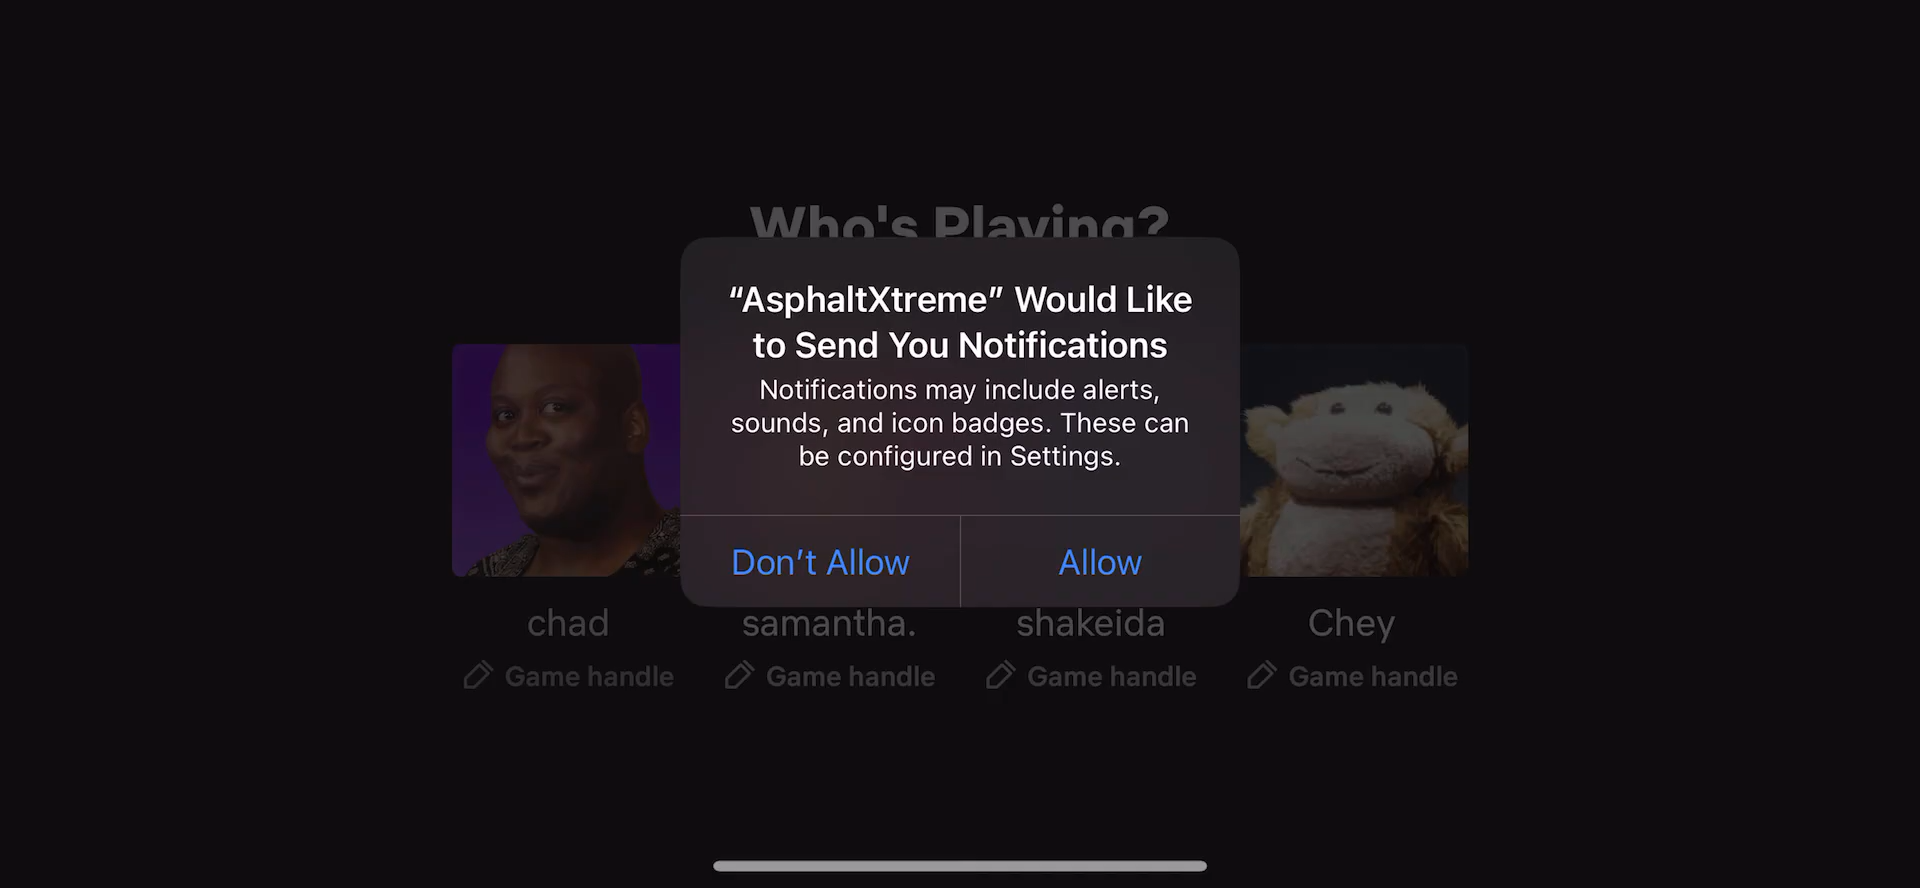 Who's Playing?
“AsphaltXtreme” Would Like
to Send You Notifications
Notifications may include alerts,
sounds, and icon badges. These can
be configured in Settings.
Don’t Allow
Allow
chad
samantha.
shakeida
Chey
Game handle
Game handle
Game handle
Game handle